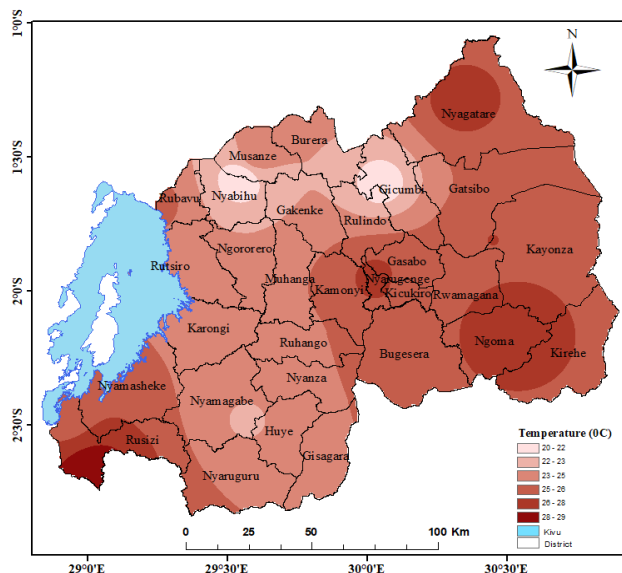 1°0'S
N
Nyagatare
Burera
1°30'S
Musanze
Rubavu
Nyabihu
Gicumbi
Gatsibo
Gakenke
Rulindo
Ngororero
Gasabo
Kayonza
Rutsiro
Muhanga
Nyarugenge
2°0'S
Kamonyi
Kicukiro
Rwamagana
Karongi
Ruhango
Bugesera
Ngoma
Kirehe
Nyamasheke
Nyanza
Nyamagabe
2°30'S
Rusizi
Huye
Gisagara
Nyaruguru
Temperature (0C)
20 - 22
22 - 23
23 - 25
25 - 26
26 - 28
28 - 29
Kivu
District
0 25 50 100 Km
29°0'E 29°30'E 30°0'E 30°30'E